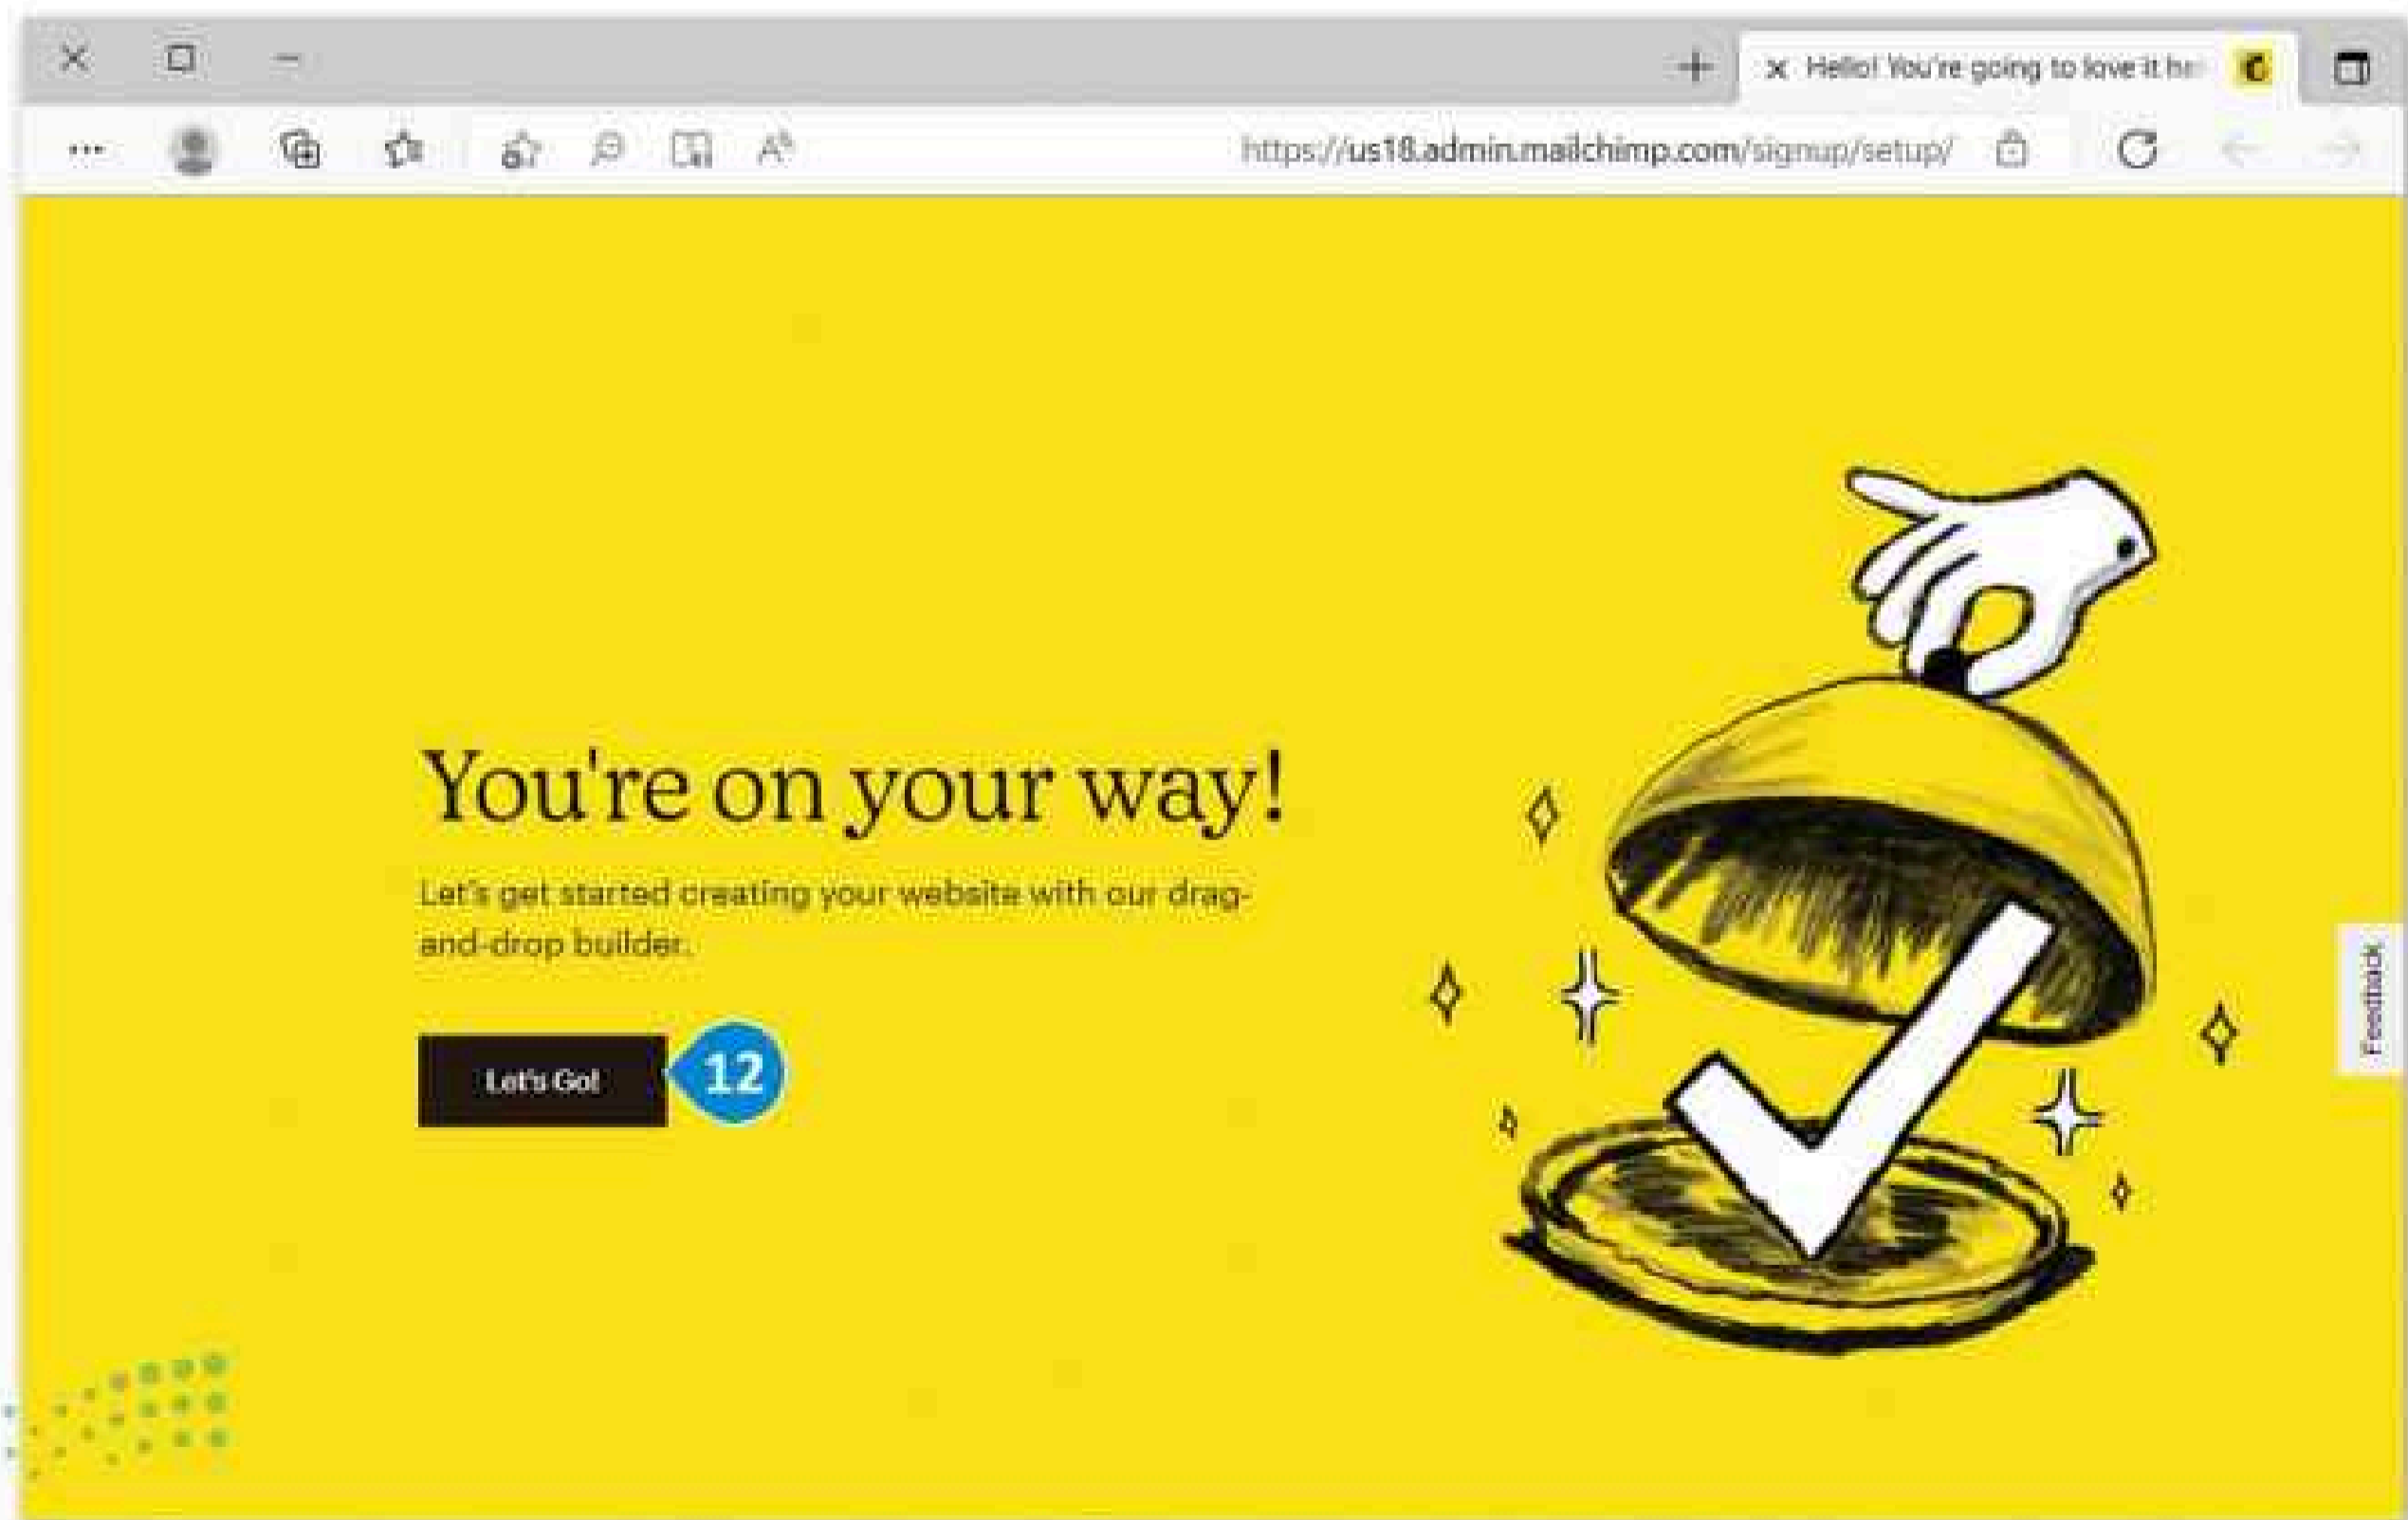 Hello! You're going to love it he
https://us18.admin.mailchimp.com/signup/setup/
You're on your way!
Let's get started creating your website with our drag-
and-drop builder.
Let's Go!
12
Feedback